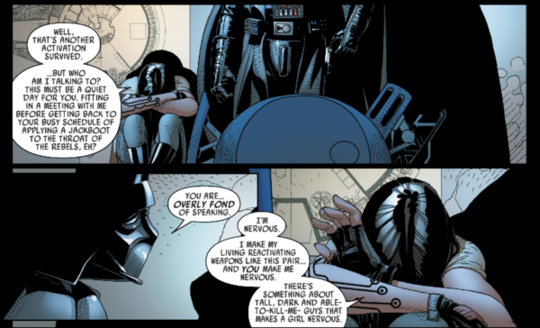 WELL,
THAT'S ANOTHER
ACTIVATION
SURVIVED.
...BUT WHO
AM I TALKING TO?
THIS MUST BE A QUIET
DAY FOR YOU. FITTING
IN A MEETING WITH ME
BEFORE GETTING BACK TO
YOUR BUSY SCHEDULE OF
APPLYING A JACKBOOT
TO THE THROAT OF
THE REBELS, EH?
YOU ARE...
OVERLY FOND
OF SPEAKING.
I'M
NERVOUS.
I MAKE MY
LIVING REACTIVATING
WEAPONS LIKE THIS PAIR...
AND YOU MAKE ME
NERVOUS.
THERE'S
SOMETHING ABOUT
TALL, DARK AND ABLE-
TO-KILL-ME- GUYS THAT
MAKES A GIRL NERVOUS.